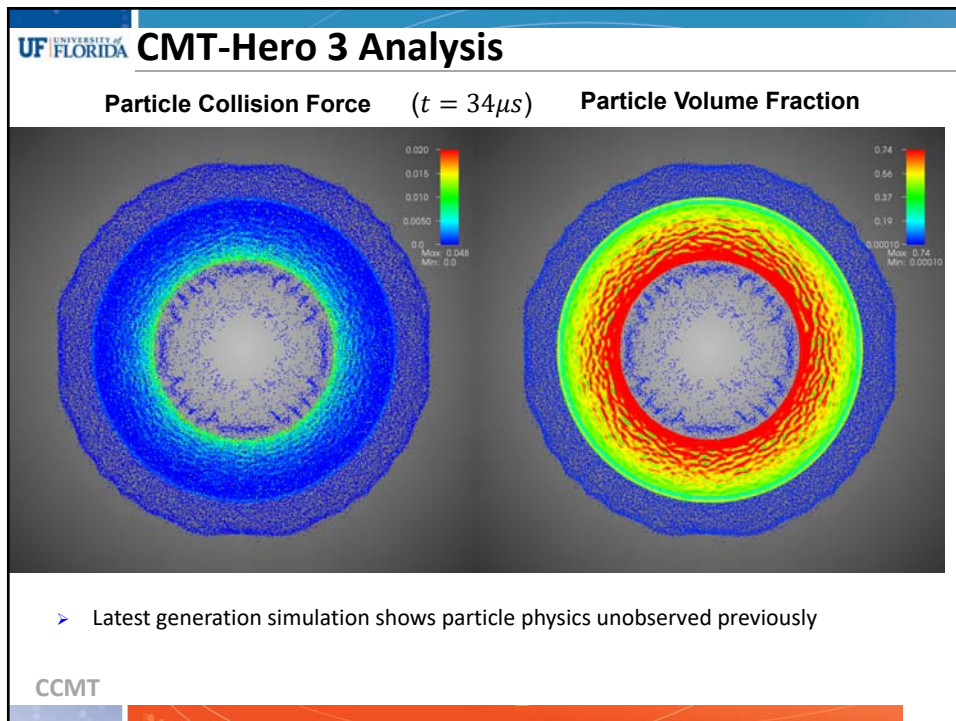 UF UNIVERSITY of FLORIDA CMT-Hero 3 Analysis
Particle Collision Force (t = 34μs) Particle Volume Fraction
0.020
0.015
0.010
0.0050
0.0
Max: 0.048
Min: 0.0
0.74
0.56
0.37
0.19
0.00010
Max: 0.74
Min: 0.00010
➢ Latest generation simulation shows particle physics unobserved previously
CCMT